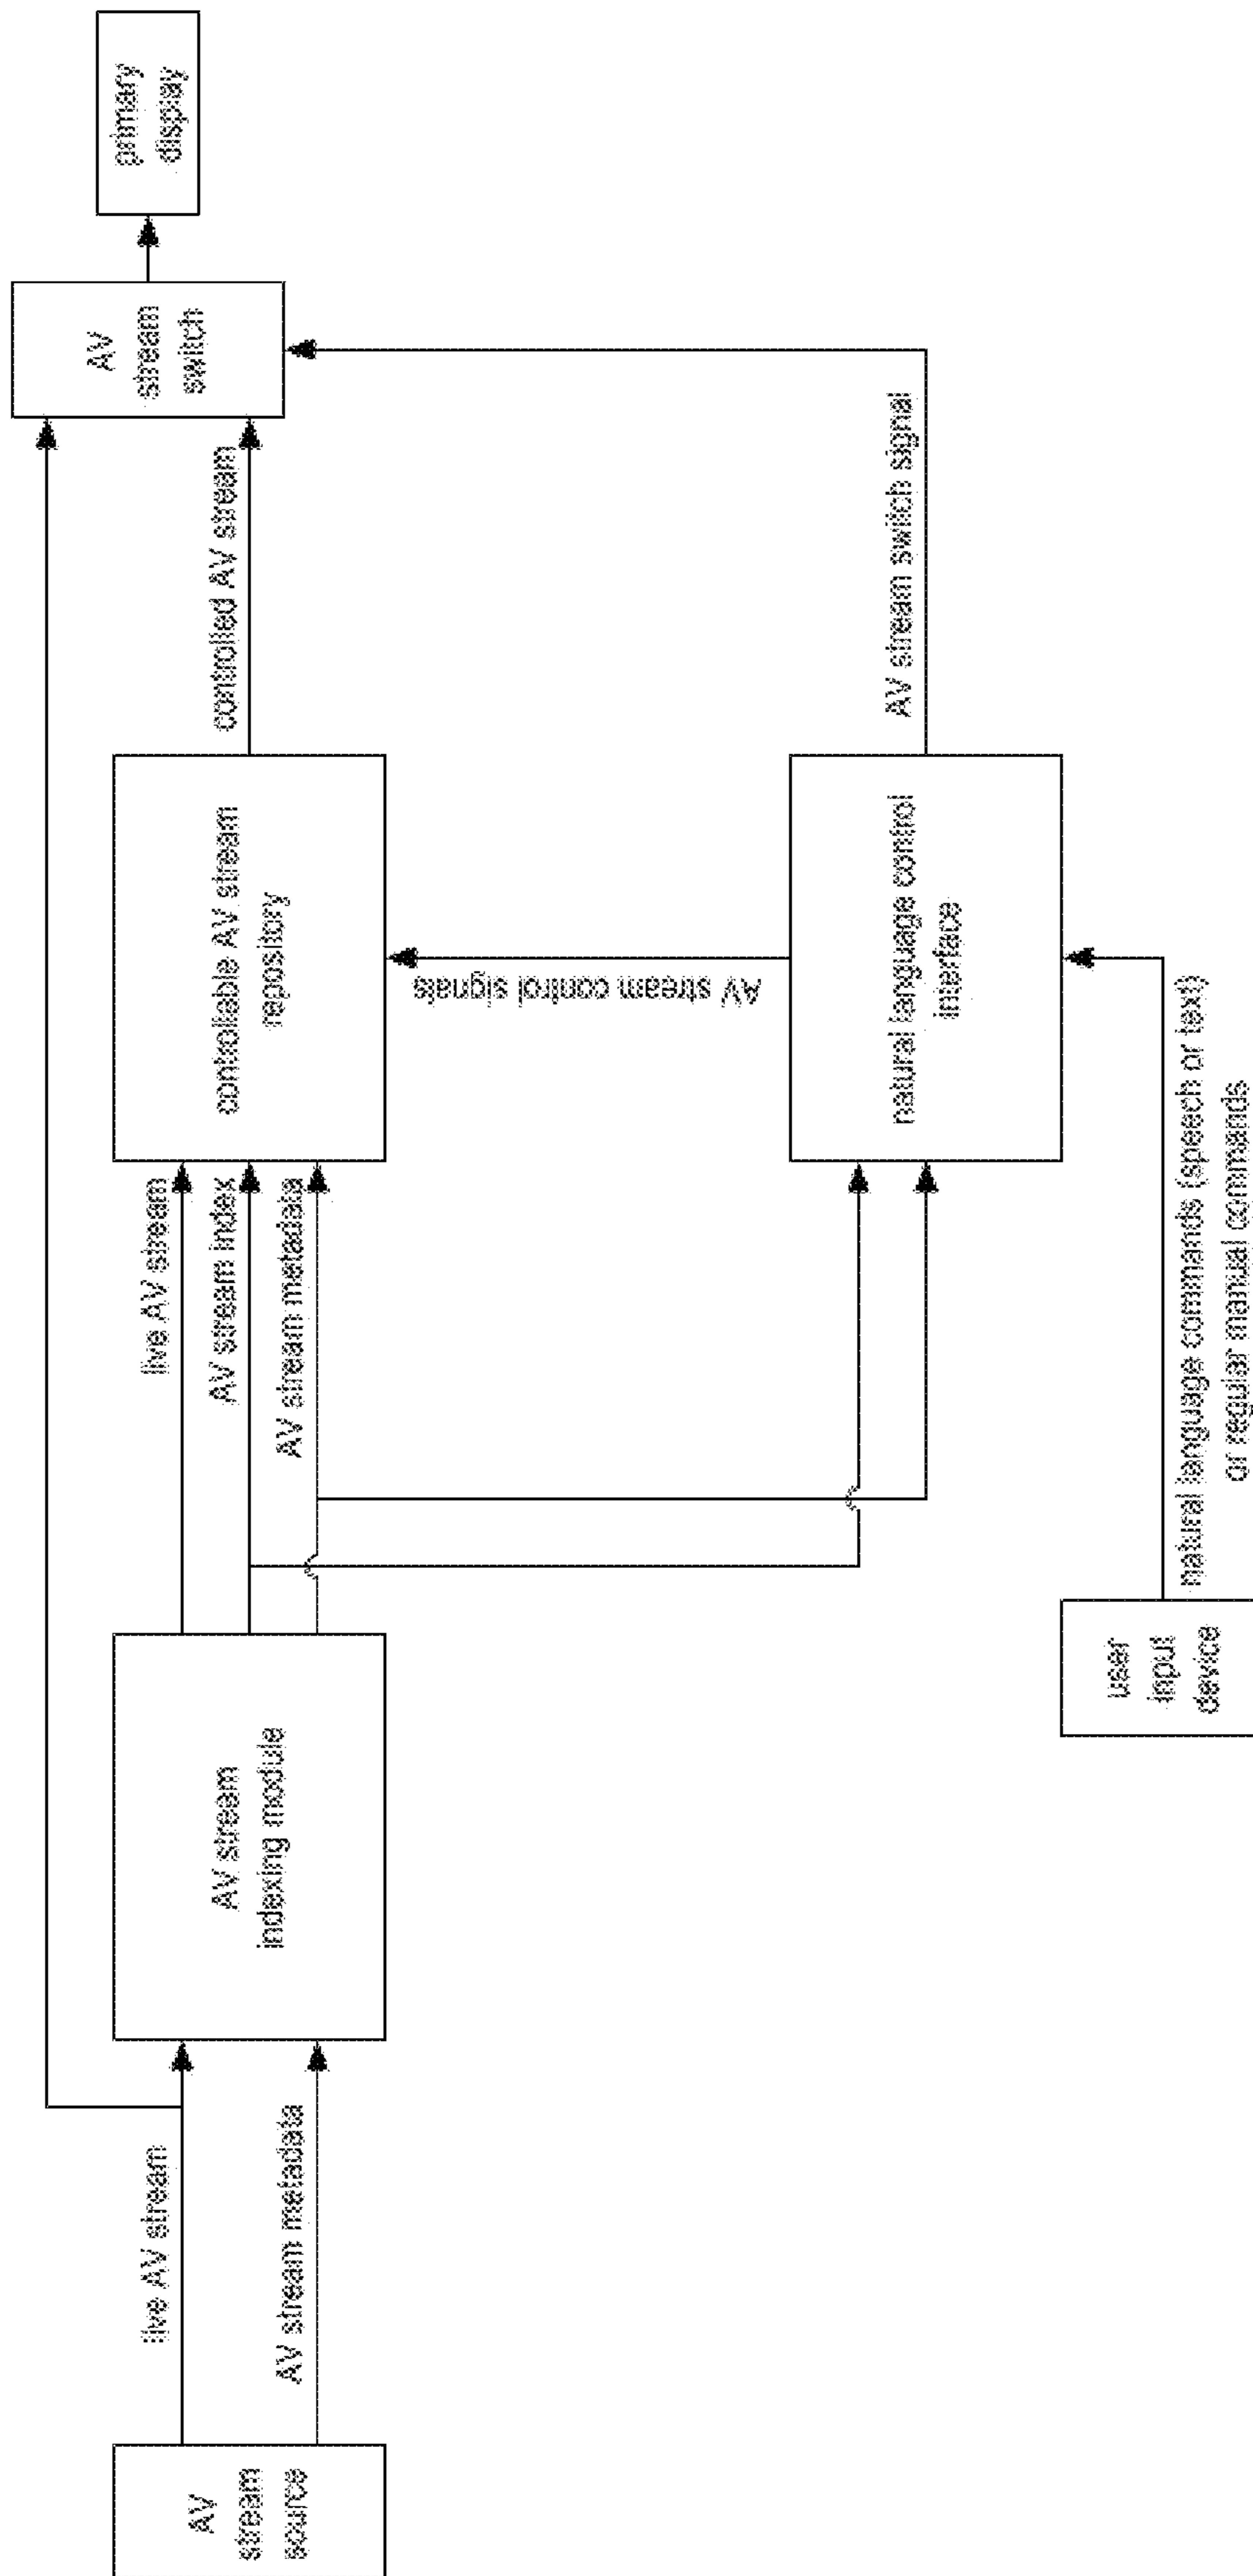 AV
stream
source
live AV stream
AV stream metadata
AV stream
indexing module
live AV stream
AV stream index
AV stream metadata
controllable AV stream
repository
controlled AV stream
AV
stream
switch
primary
display
AV stream control signals
user
input
device
natural language commands (speech or text)
or regular manual commands
natural language control
interface
AV stream switch signal